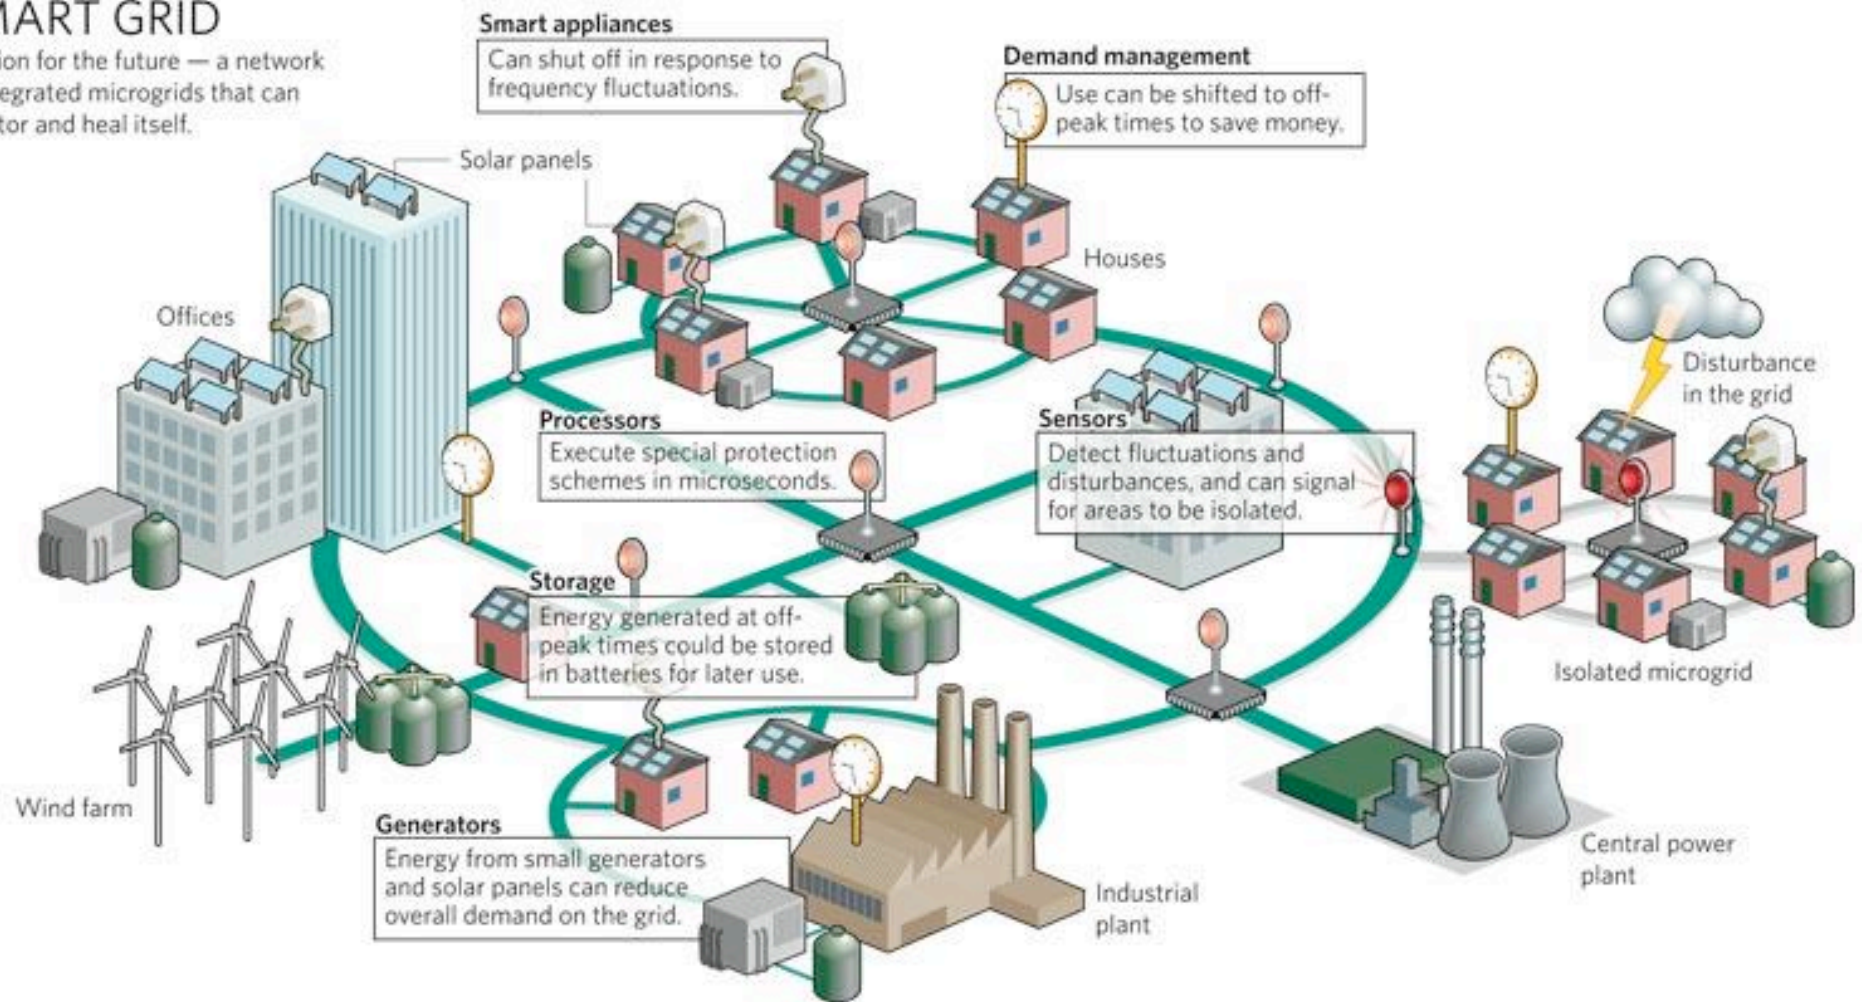 MART GRID
ion for the future — a network
egrated microgrids that can
tor and heal itself.
Smart appliances
Can shut off in response to
frequency fluctuations.
Demand management
Use can be shifted to off-
peak times to save money.
Solar panels
Houses
Offices
Disturbance
in the grid
Processors
Execute special protection
schemes in microseconds.
Sensors
Detect fluctuations and
disturbances, and can signal
for areas to be isolated.
Storage
Energy generated at off-
peak times could be stored
in batteries for later use.
Isolated microgrid
Wind farm
Generators
Energy from small generators
and solar panels can reduce
overall demand on the grid.
Industrial
plant
Central power
plant